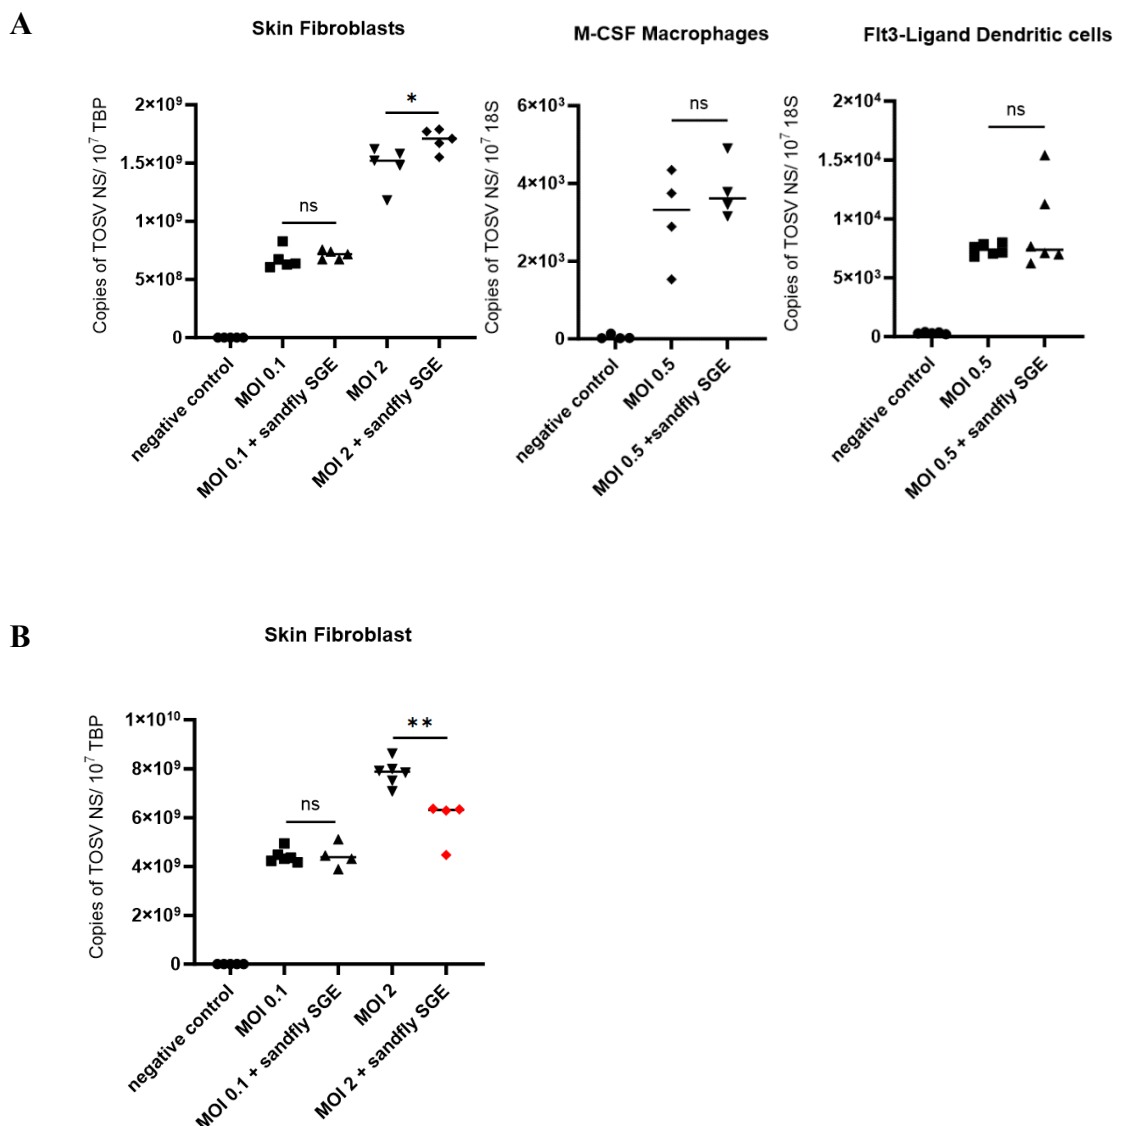 A
Skin Fibroblasts
Copies of TOSV NS/ 10⁷ TBP
2×10⁹
1.5×10⁹
1×10⁹
5×10⁸
0
ns
*
negative control
MOI 0.1
MOI 0.1 + sandfly SGE
MOI 2
MOI 2 + sandfly SGE
M-CSF Macrophages
Copies of TOSV NS/ 10⁷ 18S
6×10³
4×10³
2×10³
0
ns
negative control
MOI 0.5
MOI 0.5 +sandfly SGE
Flt3-Ligand Dendritic cells
Copies of TOSV NS/ 10⁷ 18S
2×10⁴
1.5×10⁴
1×10⁴
5×10³
0
ns
negative control
MOI 0.5
MOI 0.5 + sandfly SGE
B
Skin Fibroblast
Copies of TOSV NS/ 10⁷ TBP
1×10¹⁰
8×10⁹
6×10⁹
4×10⁹
2×10⁹
0
ns
**
negative control
MOI 0.1
MOI 0.1 + sandfly SGE
MOI 2
MOI 2 + sandfly SGE